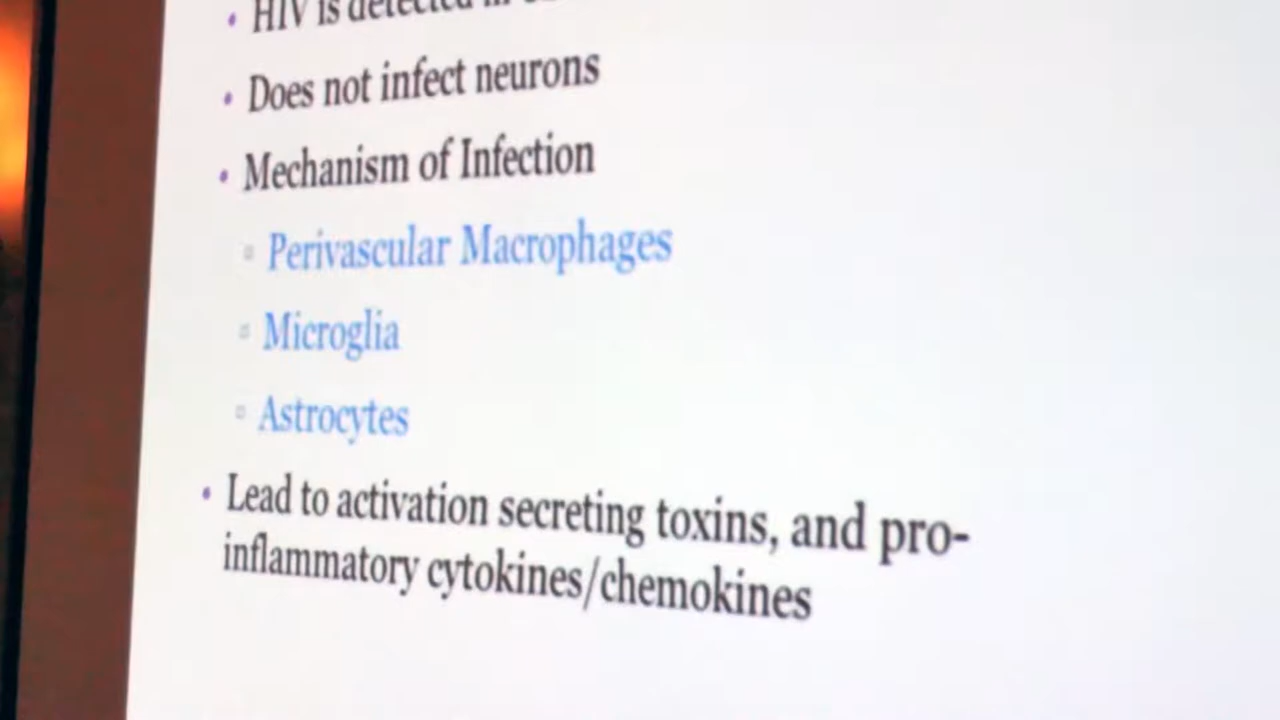 • HIV is detected in
• Does not infect neurons
• Mechanism of Infection
▫ Perivascular Macrophages
▫ Microglia
▫ Astrocytes
• Lead to activation secreting toxins, and pro-
inflammatory cytokines/chemokines